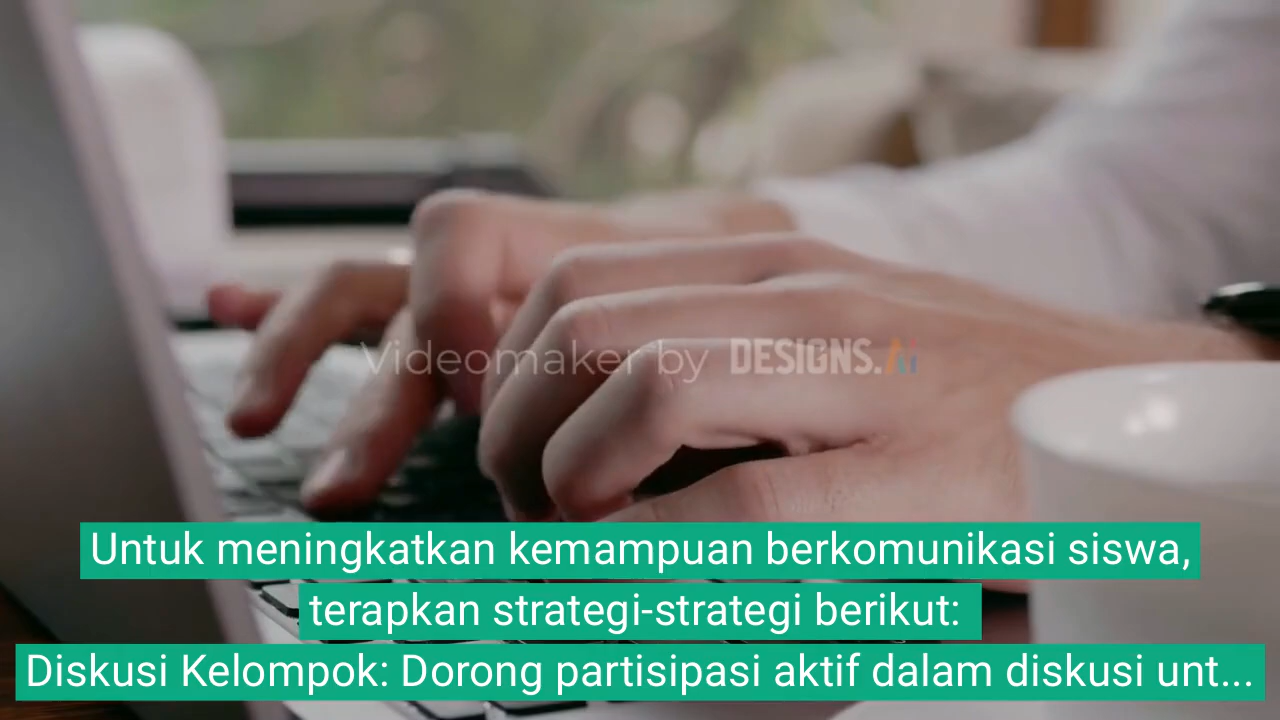 Videomaker by DESIGNS.Ai
Untuk meningkatkan kemampuan berkomunikasi siswa,
terapkan strategi-strategi berikut:
Diskusi Kelompok: Dorong partisipasi aktif dalam diskusi unt...